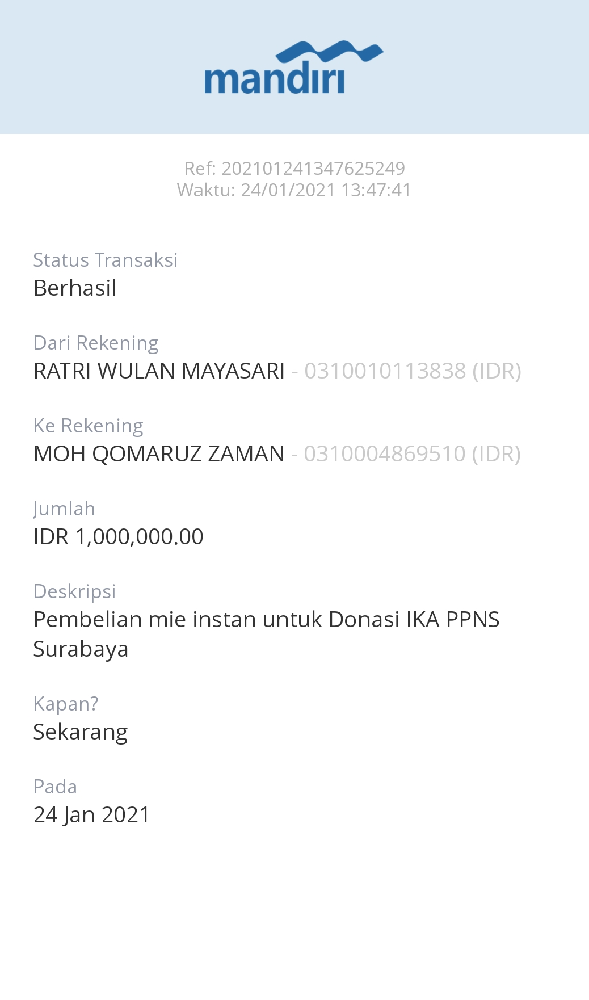 mandiri
Ref: 202101241347625249
Waktu: 24/01/2021 13:47:41
Status Transaksi
Berhasil
Dari Rekening
RATRI WULAN MAYASARI - 0310010113838 (IDR)
Ke Rekening
MOH QOMARUZ ZAMAN - 0310004869510 (IDR)
Jumlah
IDR 1,000,000.00
Deskripsi
Pembelian mie instan untuk Donasi IKA PPNS
Surabaya
Kapan?
Sekarang
Pada
24 Jan 2021